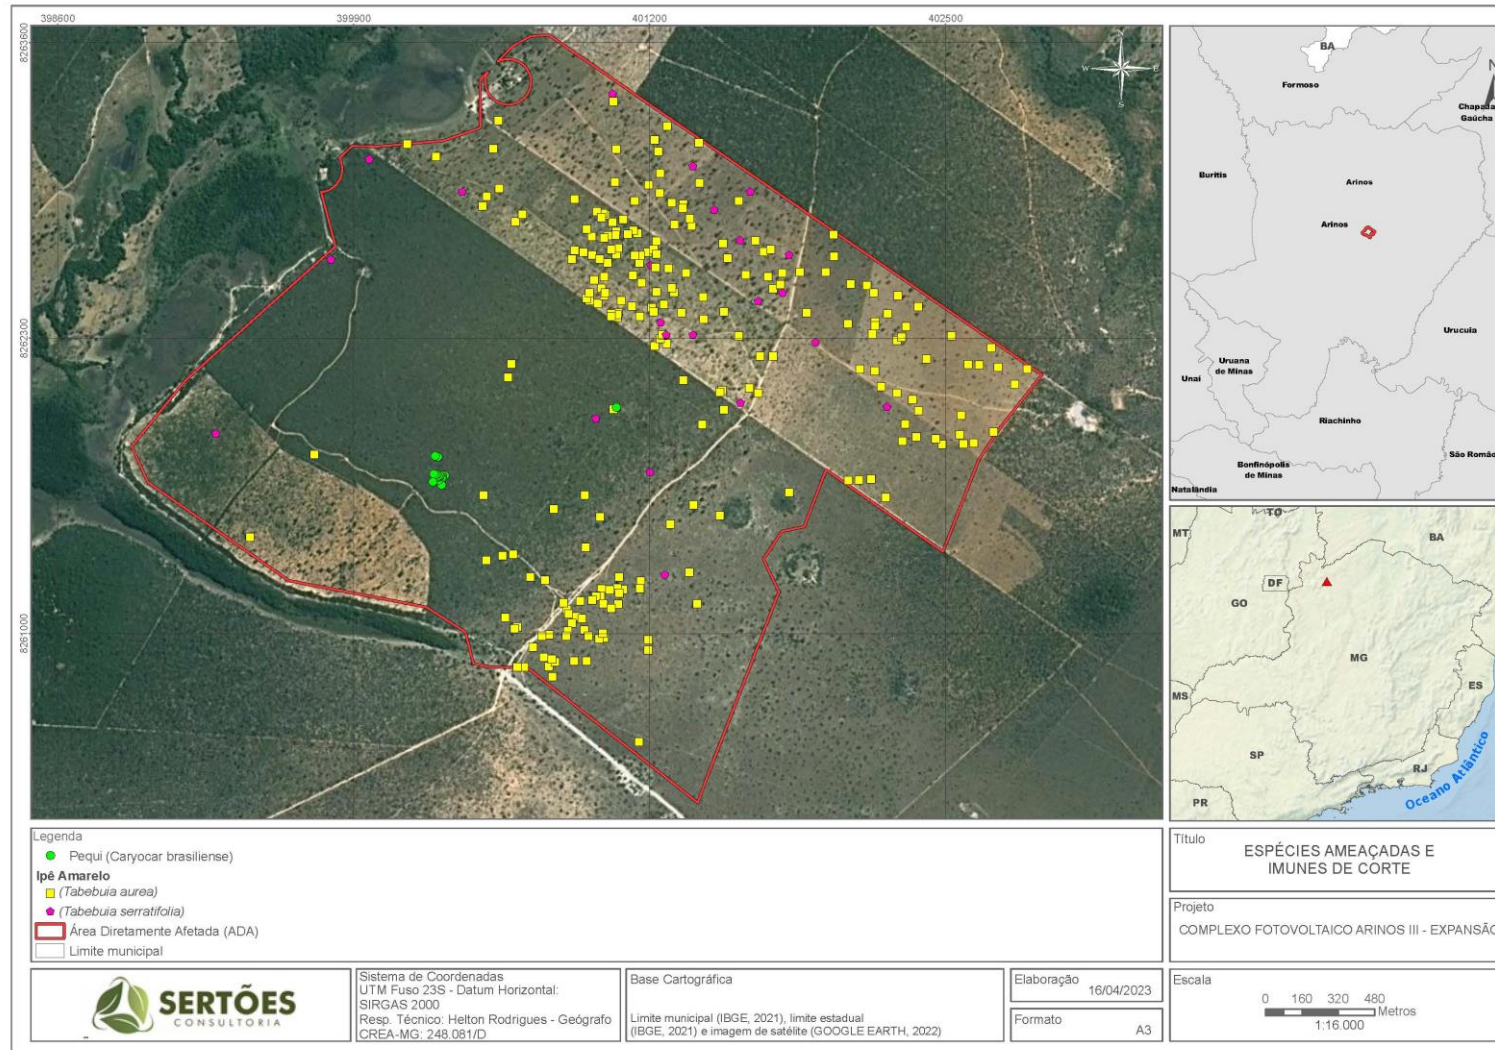 398600
399900
401200
402500
8263600
8262300
8261000
N
W
E
S
BA
Formoso
N
Chapada
Gaúcha
Buritis
Arinos
Arinos
Urucuia
Uruana
de Minas
Unaí
Riachinho
São Romão
Bonfinópolis
de Minas
Natalândia
TO
MT
BA
DF
GO
MG
MS
ES
SP
RJ
PR
Oceano Atlântico
Legenda
Pequi (Caryocar brasiliense)
Ipê Amarelo
(Tabebuia aurea)
(Tabebuia serratifolia)
Área Diretamente Afetada (ADA)
Limite municipal
Título
ESPÉCIES AMEAÇADAS E
IMUNES DE CORTE
Projeto
COMPLEXO FOTOVOLTAICO ARINOS III - EXPANSÃO
SERTÕES
CONSULTORIA
Sistema de Coordenadas
UTM Fuso 23S - Datum Horizontal:
SIRGAS 2000
Resp. Técnico: Helton Rodrigues - Geógrafo
CREA-MG: 248.081/D
Base Cartográfica
Limite municipal (IBGE, 2021), limite estadual
(IBGE, 2021) e imagem de satélite (GOOGLE EARTH, 2022)
Elaboração
16/04/2023
Formato
A3
Escala
0 160 320 480
Metros
1:16.000